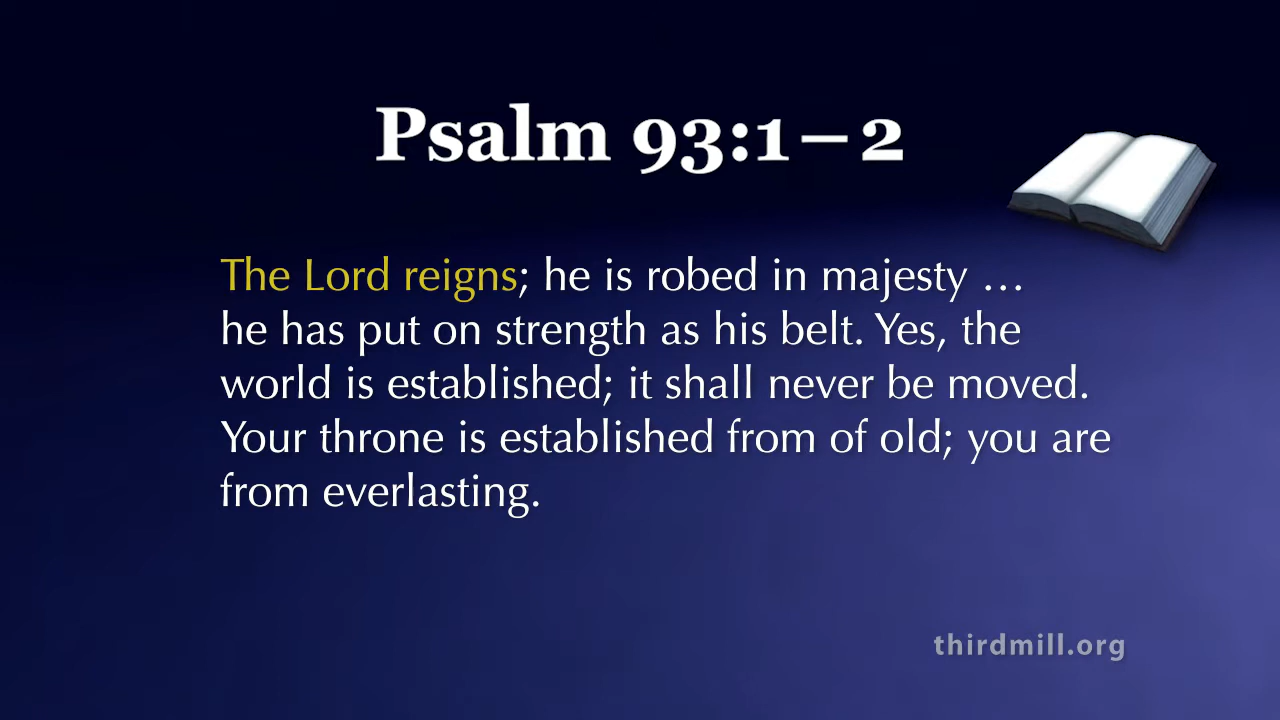 Psalm 93:1–2
The Lord reigns; he is robed in majesty …
he has put on strength as his belt. Yes, the
world is established; it shall never be moved.
Your throne is established from of old; you are
from everlasting.
thirdmill.org